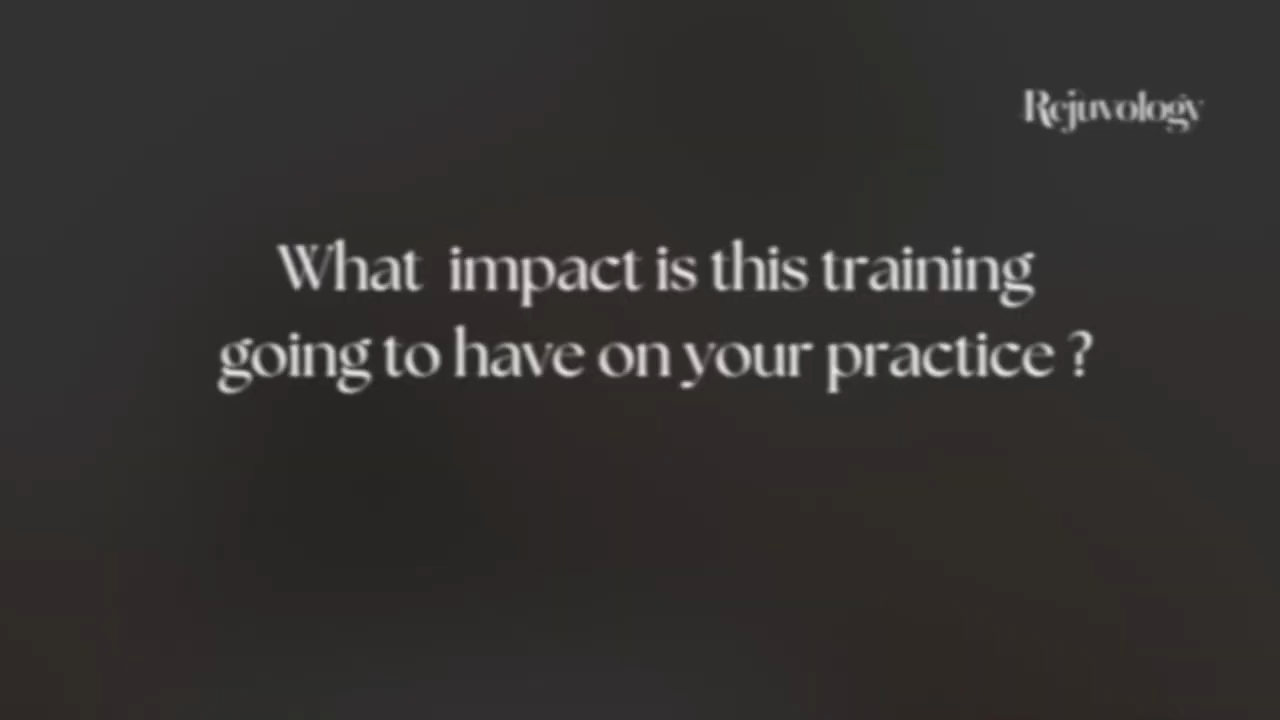 Rejuvology
What impact is this training
going to have on your practice ?